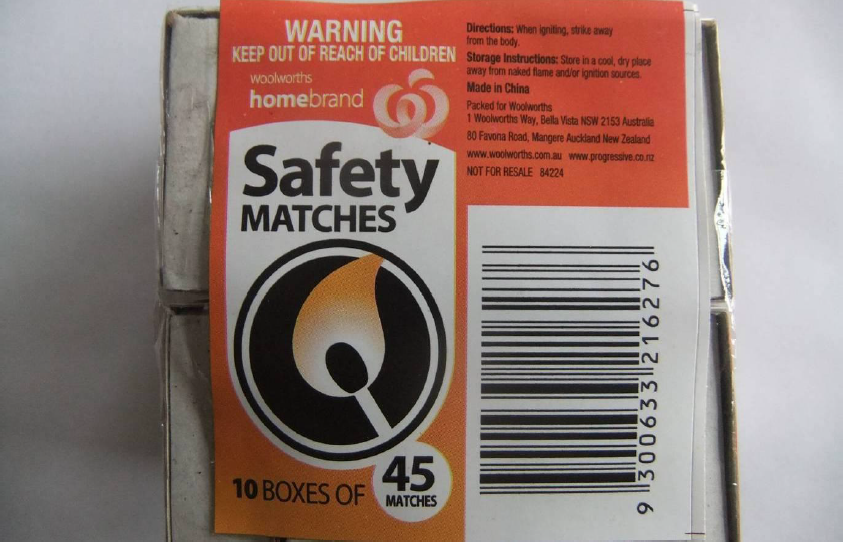 WARNING
KEEP OUT OF REACH OF CHILDREN
woolworths
homebrand
Safety
MATCHES
10 BOXES OF
45
MATCHES
Directions: When igniting, strike away
from the body.
Storage Instructions: Store in a cool, dry place
away from naked flame and/or ignition sources.
Made in China
Packed for Woolworths
1 Woolworths Way, Bella Vista NSW 2153 Australia
80 Favona Road, Mangere Auckland New Zealand
www.woolworths.com.au www.progressive.co.nz
NOT FOR RESALE 84224
9 300633 216276